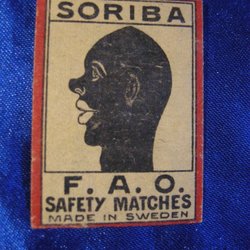 SORIBA
F. A. O.
SAFETY MATCHES
MADE IN SWEDEN